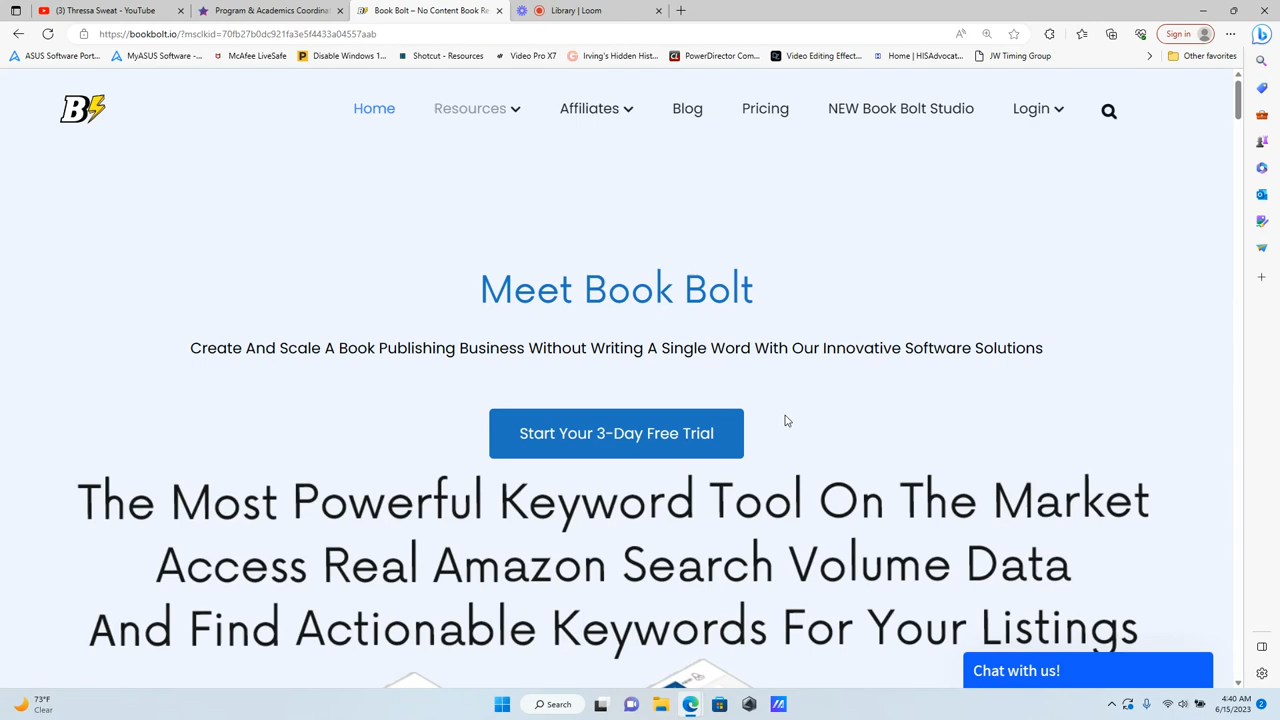 (3) Thressa Sweat - YouTube
Program & Academics Coordina
Book Bolt – No Content Book Re
Library | Loom
https://bookbolt.io/?msclkid=70fb27b0dc921fa3e5f4433a04557aab
Sign in
ASUS Software Port...
MyASUS Software -...
McAfee LiveSafe
Disable Windows 1...
Shotcut - Resources
Video Pro X7
Irving's Hidden Hist...
PowerDirector Com...
Video Editing Effect...
Home | HISAdvocat...
JW Timing Group
Other favorites
B
Home
Resources
Affiliates
Blog
Pricing
NEW Book Bolt Studio
Login
Meet Book Bolt
Create And Scale A Book Publishing Business Without Writing A Single Word With Our Innovative Software Solutions
Start Your 3-Day Free Trial
The Most Powerful Keyword Tool On The Market
Access Real Amazon Search Volume Data
And Find Actionable Keywords For Your Listings
Chat with us!
73°F
Clear
Search
4:40 AM
6/15/2023